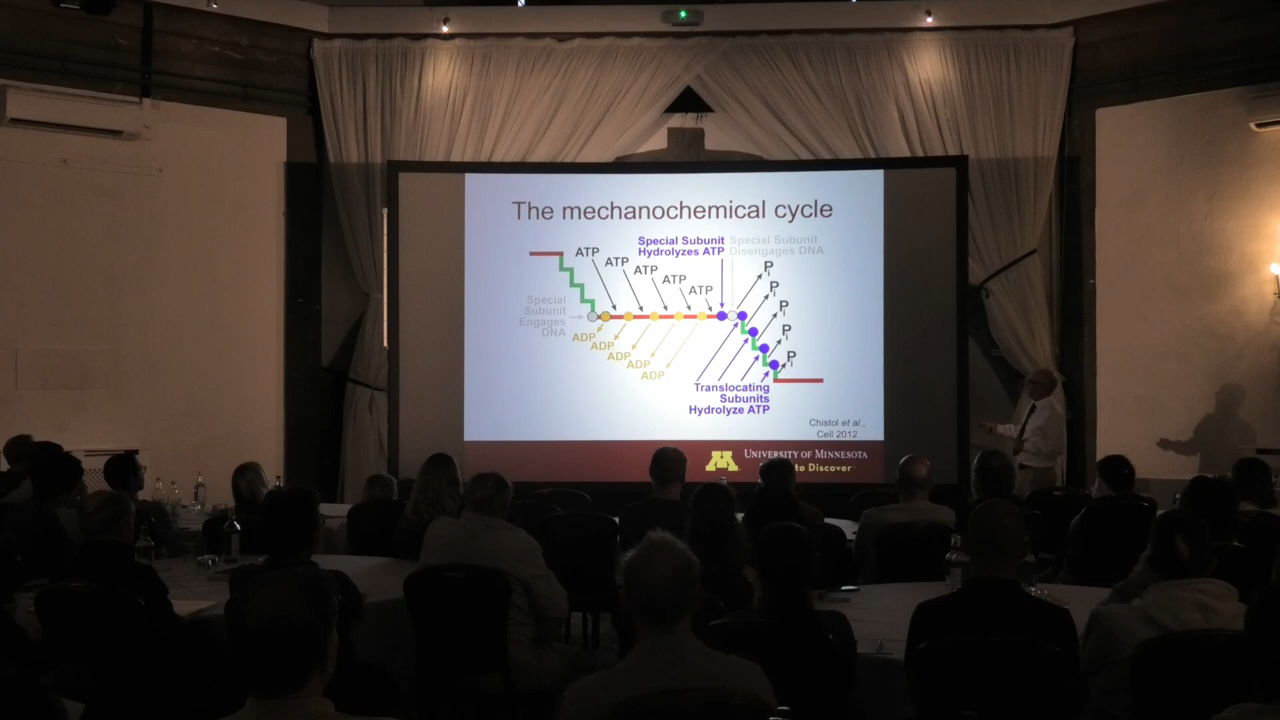 The mechanochemical cycle
Special Subunit
Hydrolyzes ATP
Special Subunit
Disengages DNA
ATP
ATP
ATP
ATP
ATP
Pi
Pi
Pi
Pi
Pi
Special
Subunit
Engages
DNA
ADP
ADP
ADP
ADP
ADP
Translocating
Subunits
Hydrolyze ATP
Chistol et al.,
Cell 2012
M
UNIVERSITY OF MINNESOTA
to Discover